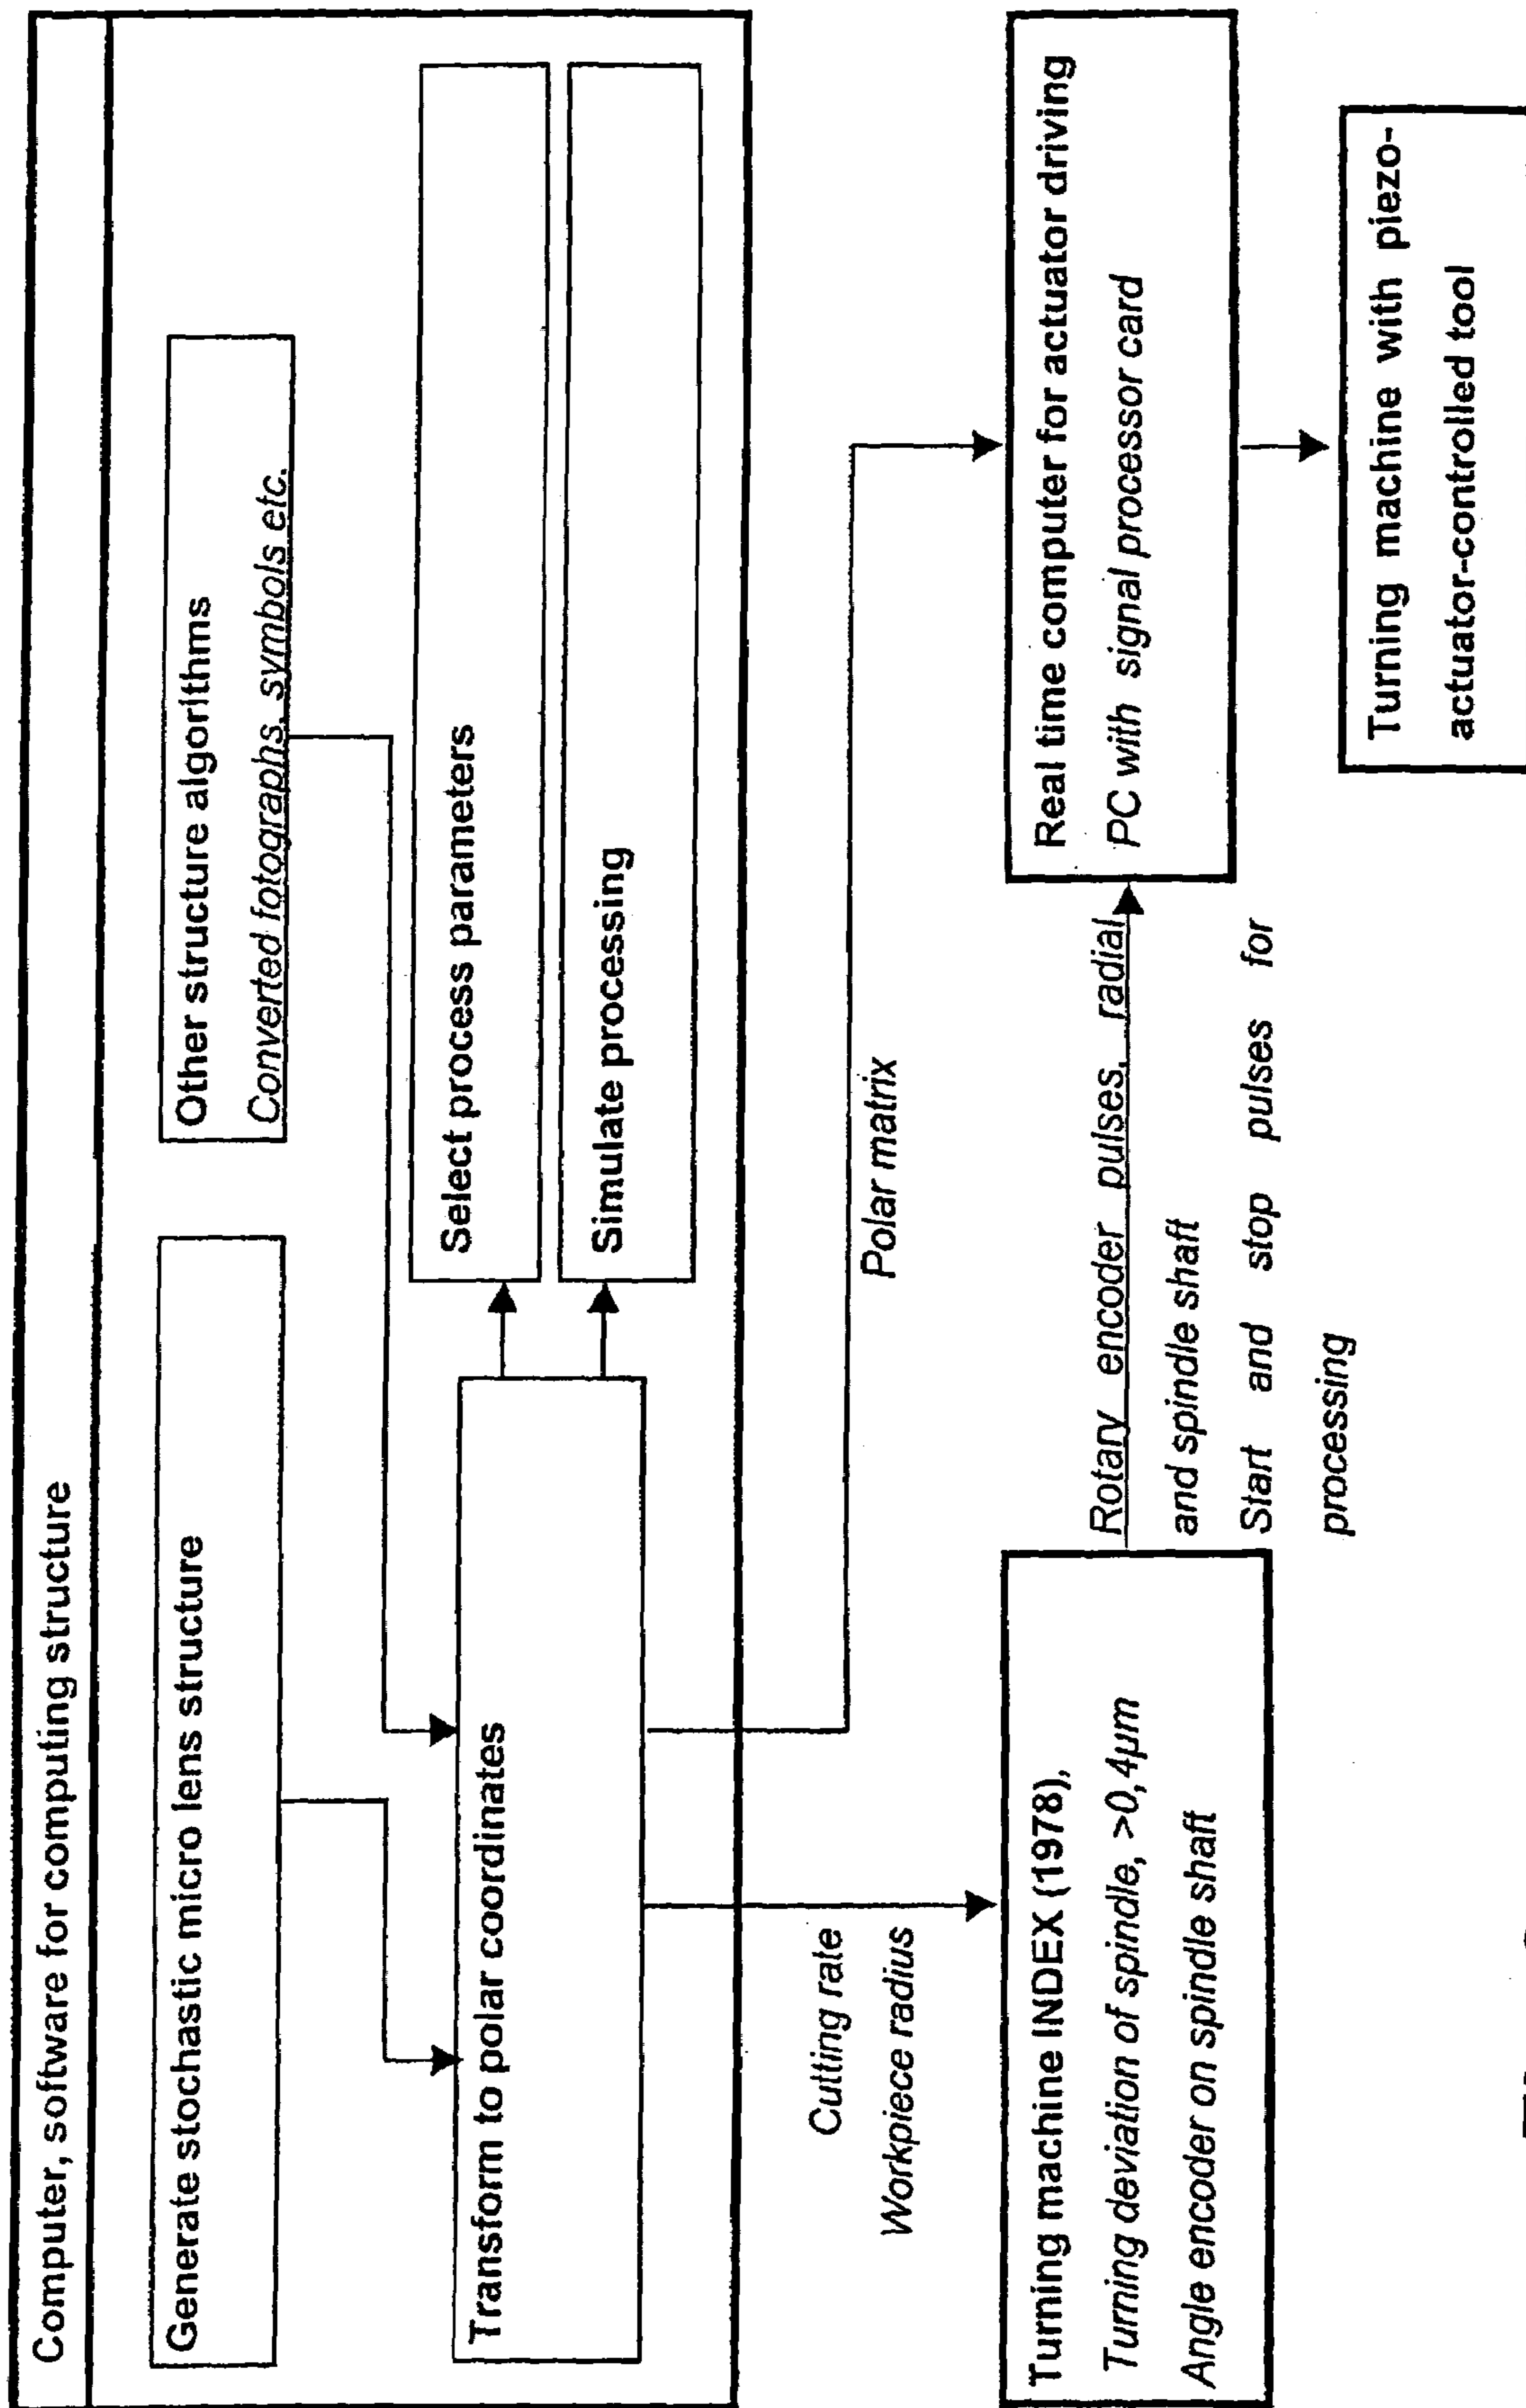 Computer, software for computing structure
Generate stochastic micro lens structure
Other structure algorithms
Converted fotographs, symbols etc.
Transform to polar coordinates
Select process parameters
Simulate processing
Cutting rate
Workpiece radius
Polar matrix
Turning machine INDEX (1978),
Turning deviation of spindle, >0,4µm
Angle encoder on spindle shaft
Rotary encoder pulses, radial
and spindle shaft
Start and stop pulses for
processing
Real time computer for actuator driving
PC with signal processor card
Turning machine with piezo-
actuator-controlled tool